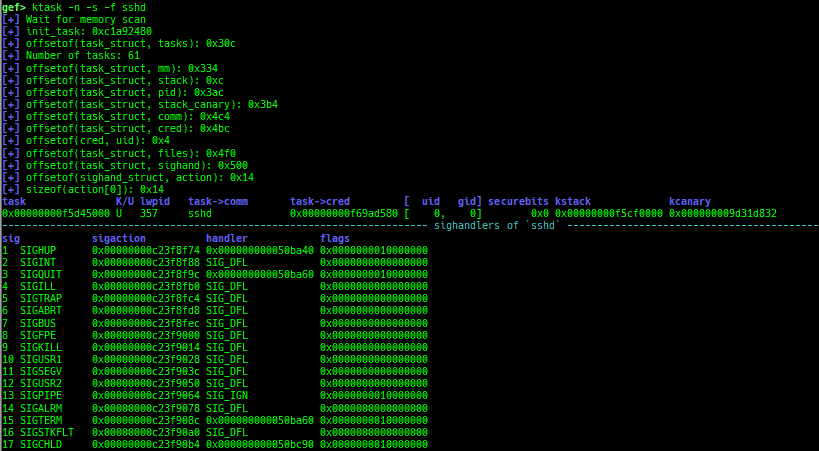 gef> ktask -n -s -f sshd
[+] Wait for memory scan
[+] init_task: 0xc1a92480
[+] offsetof(task_struct, tasks): 0x30c
[+] Number of tasks: 61
[+] offsetof(task_struct, mm): 0x334
[+] offsetof(task_struct, stack): 0xc
[+] offsetof(task_struct, pid): 0x3ac
[+] offsetof(task_struct, stack_canary): 0x3b4
[+] offsetof(task_struct, comm): 0x4c4
[+] offsetof(task_struct, cred): 0x4bc
[+] offsetof(cred, uid): 0x4
[+] offsetof(task_struct, files): 0x4f0
[+] offsetof(task_struct, sighand): 0x500
[+] offsetof(sighand_struct, action): 0x14
[+] sizeof(action[0]): 0x14
task K/U lwpid task->comm task->cred [ uid gid] securebits kstack kcanary
0x00000000f5d45000 U 357 sshd 0x00000000f69ad580 [ 0, 0] 0x0 0x00000000f5cf0000 0x000000009d31d832
sighandlers of `sshd`
sig sigaction handler flags
1 SIGHUP 0x00000000c23f8f74 0x000000000050ba40 0x0000000010000000
2 SIGINT 0x00000000c23f8f88 SIG_DFL 0x0000000000000000
3 SIGQUIT 0x00000000c23f8f9c 0x000000000050ba60 0x0000000010000000
4 SIGILL 0x00000000c23f8fb0 SIG_DFL 0x0000000000000000
5 SIGTRAP 0x00000000c23f8fc4 SIG_DFL 0x0000000000000000
6 SIGABRT 0x00000000c23f8fd8 SIG_DFL 0x0000000000000000
7 SIGBUS 0x00000000c23f8fec SIG_DFL 0x0000000000000000
8 SIGFPE 0x00000000c23f9000 SIG_DFL 0x0000000000000000
9 SIGKILL 0x00000000c23f9014 SIG_DFL 0x0000000000000000
10 SIGUSR1 0x00000000c23f9028 SIG_DFL 0x0000000000000000
11 SIGSEGV 0x00000000c23f903c SIG_DFL 0x0000000000000000
12 SIGUSR2 0x00000000c23f9050 SIG_DFL 0x0000000000000000
13 SIGPIPE 0x00000000c23f9064 SIG_IGN 0x0000000010000000
14 SIGALRM 0x00000000c23f9078 SIG_DFL 0x0000000000000000
15 SIGTERM 0x00000000c23f908c 0x000000000050ba60 0x0000000010000000
16 SIGSTKFLT 0x00000000c23f90a0 SIG_DFL 0x0000000000000000
17 SIGCHLD 0x00000000c23f90b4 0x000000000050bc90 0x0000000010000000